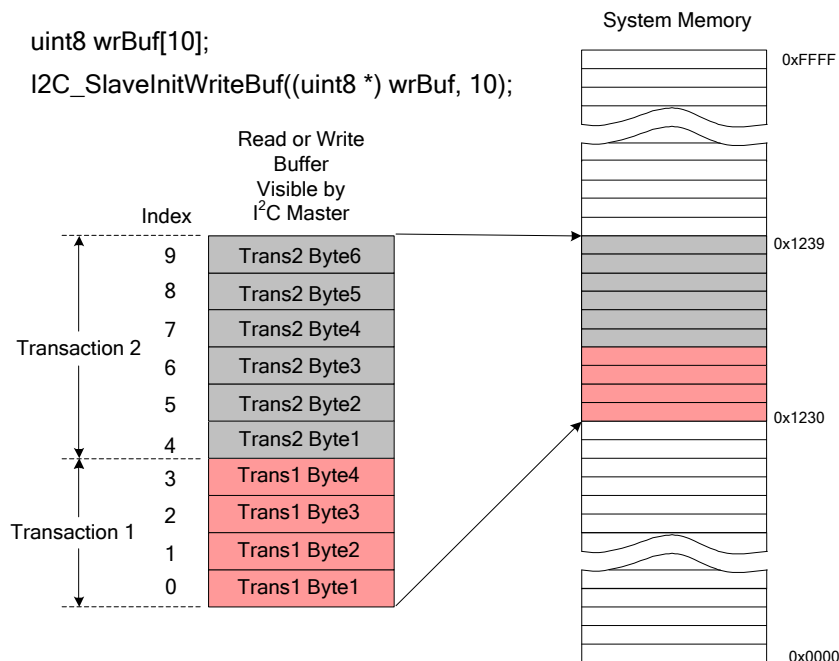 uint8 wrBuf[10];
I2C_SlaveInitWriteBuf((uint8 *) wrBuf, 10);
System Memory
0xFFFF
Read or Write
Buffer
Visible by
I²C Master
Index
0x1239
9 Trans2 Byte6
8 Trans2 Byte5
7 Trans2 Byte4
Transaction 2
6 Trans2 Byte3
5 Trans2 Byte2
0x1230
4 Trans2 Byte1
3 Trans1 Byte4
2 Trans1 Byte3
Transaction 1
1 Trans1 Byte2
0 Trans1 Byte1
0x0000